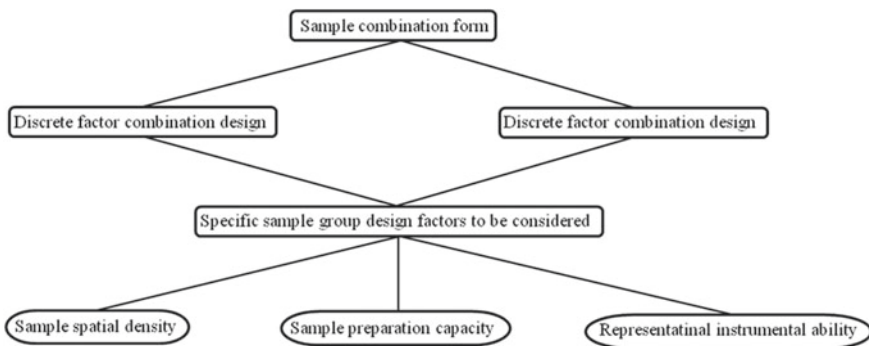 Sample combination form
Discrete factor combination design
Discrete factor combination design
Specific sample group design factors to be considered
Sample spatial density
Sample preparation capacity
Representatinal instrumental ability